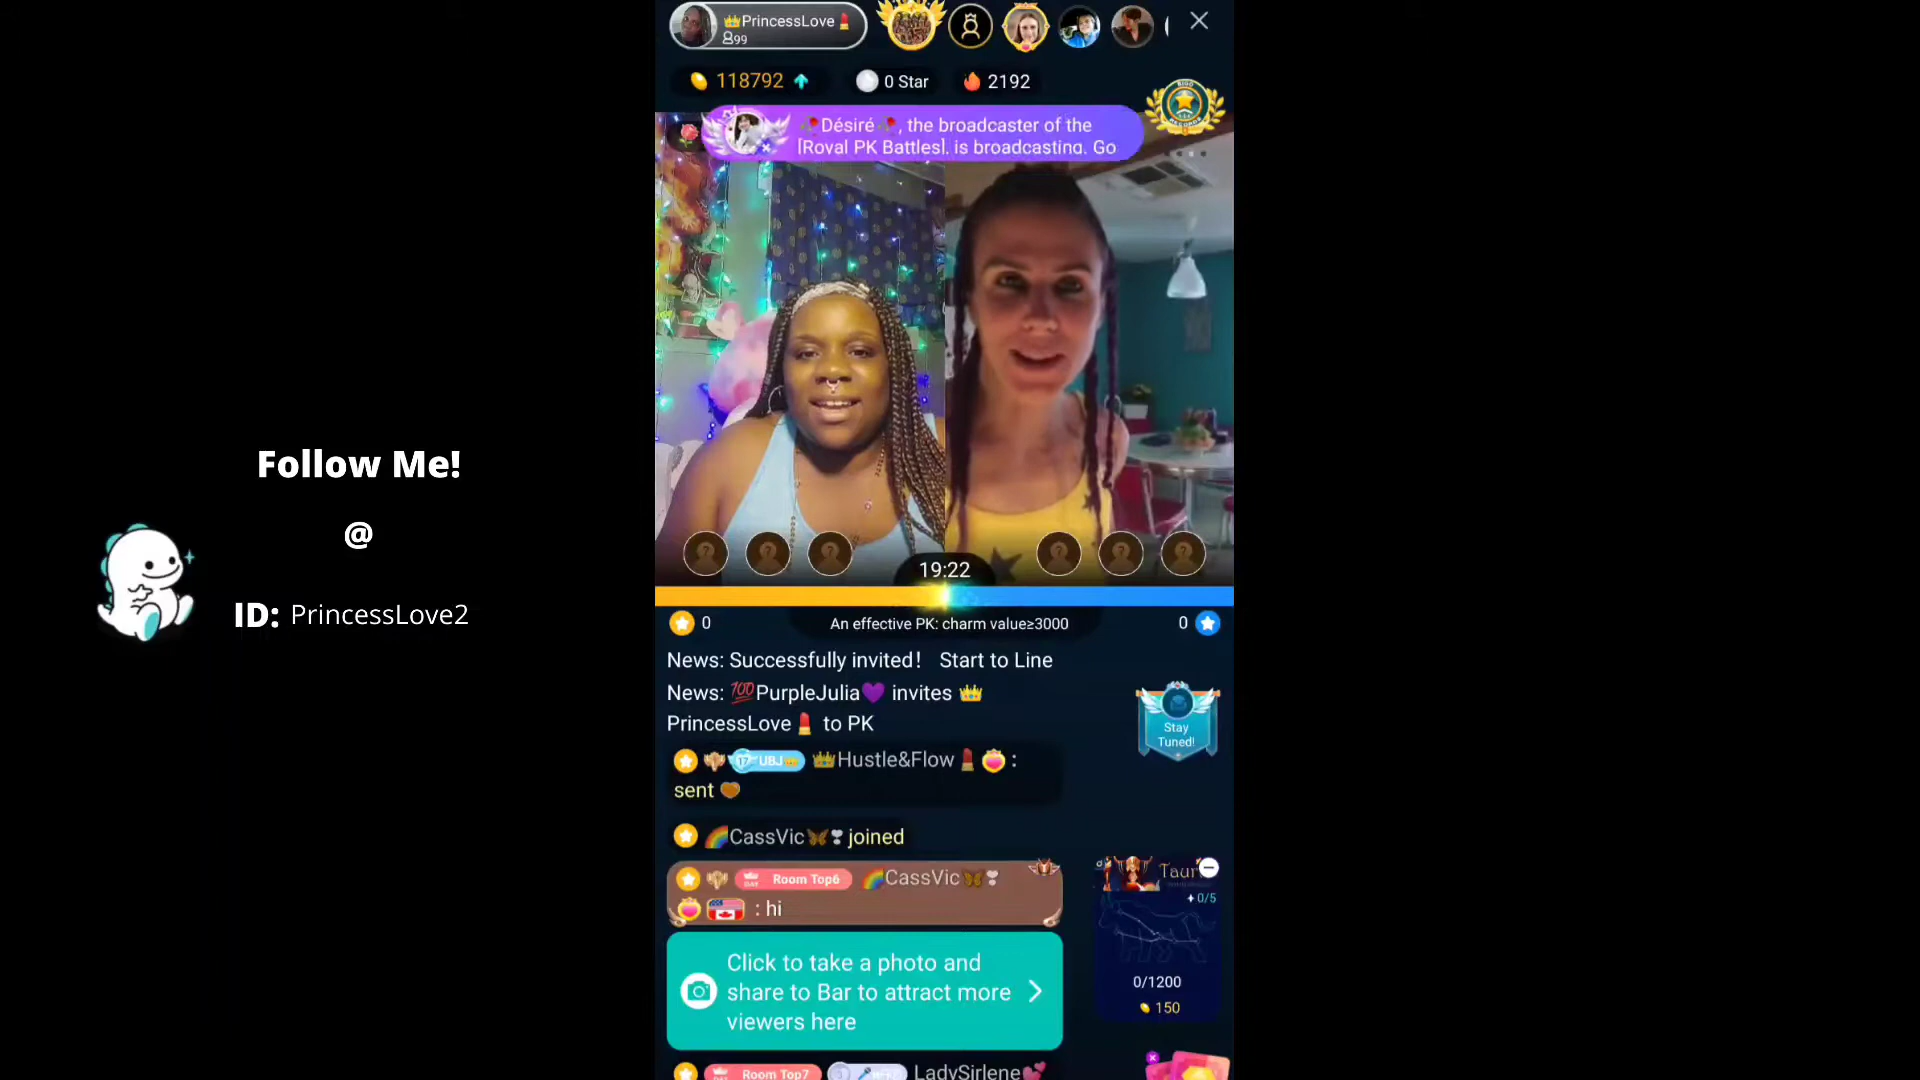 👑PrincessLove💄
99
118792
0 Star
2192
🥀Désiré🥀, the broadcaster of the
[Royal PK Battles], is broadcasting. Go
Follow Me!
@
ID: PrincessLove2
19:22
0
An effective PK: charm value≥3000
0
News: Successfully invited! Start to Line
News: 💯PurpleJulia💜 invites 👑
PrincessLove💄 to PK
Stay
Tuned!
17 UBJ 👑Hustle&Flow💄 :
sent 🤎
🌈CassVic🦋❣ joined
Room Top6 🌈CassVic🦋❣
: hi
0/5
Click to take a photo and
share to Bar to attract more
viewers here
0/1200
150
Room Top7 LadySirlene💕